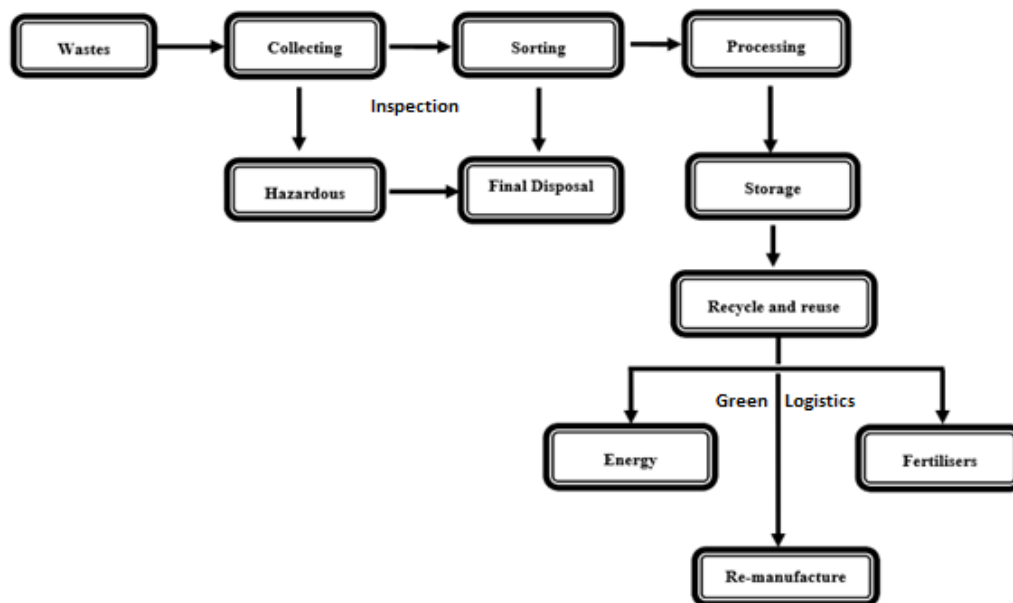 Wastes
Collecting
Sorting
Processing
Inspection
Hazardous
Final Disposal
Storage
Recycle and reuse
Green Logistics
Energy
Fertilisers
Re-manufacture